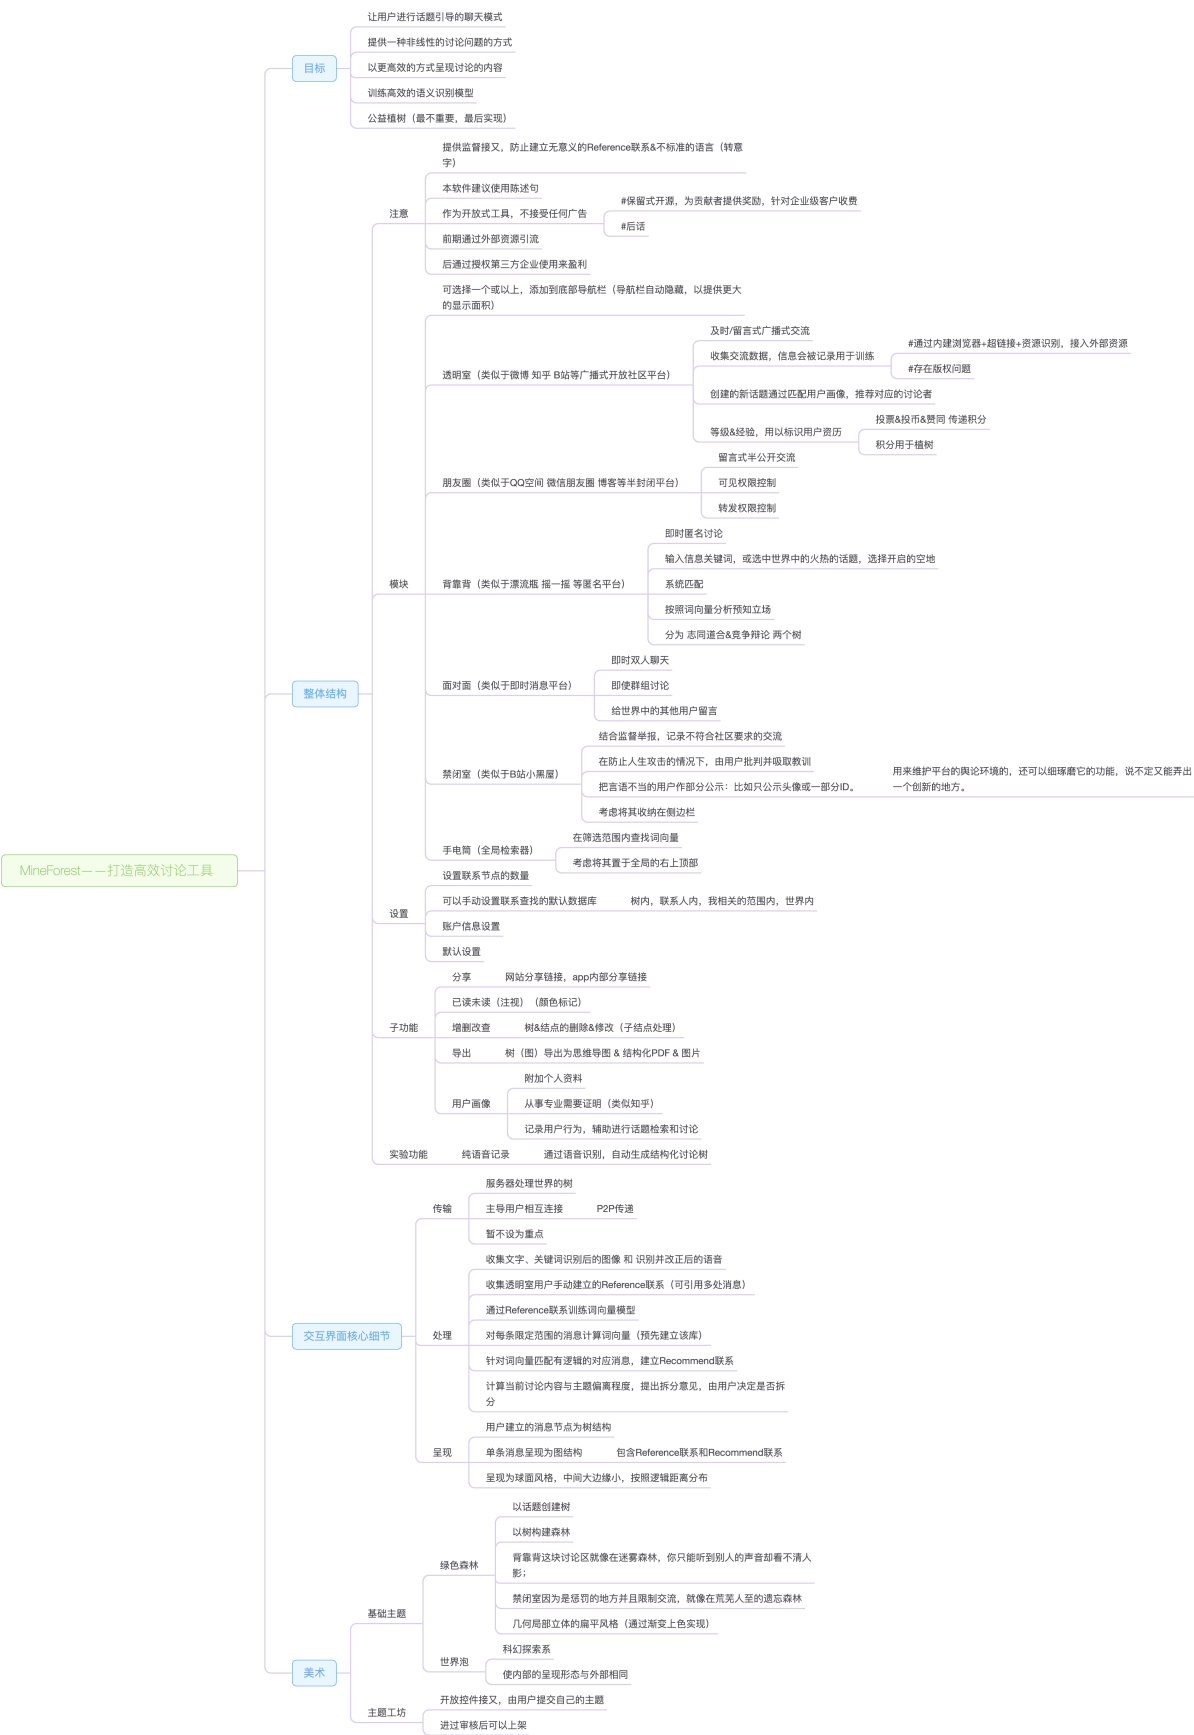 MineForest——打造高效讨论工具
目标
让用户进行话题引导的聊天模式
提供一种非线性的讨论问题的方式
以更高效的方式呈现讨论的内容
训练高效的语义识别模型
公益植树（最不重要，最后实现）
整体结构
注意
提供监督接又，防止建立无意义的Reference联系&不标准的语言（转意
字）
本软件建议使用陈述句
作为开放式工具，不接受任何广告
#保留式开源，为贡献者提供奖励，针对企业级客户收费
#后话
前期通过外部资源引流
后通过授权第三方企业使用来盈利
模块
可选择一个或以上，添加到底部导航栏（导航栏自动隐藏，以提供更大
的显示面积）
透明室（类似于微博 知乎 B站等广播式开放社区平台）
及时/留言式广播式交流
收集交流数据，信息会被记录用于训练
#通过内建浏览器+超链接+资源识别，接入外部资源
#存在版权问题
创建的新话题通过匹配用户画像，推荐对应的讨论者
等级&经验，用以标识用户资历
投票&投币&赞同 传递积分
积分用于植树
朋友圈（类似于QQ空间 微信朋友圈 博客等半封闭平台）
留言式半公开交流
可见权限控制
转发权限控制
背靠背（类似于漂流瓶 摇一摇 等匿名平台）
即时匿名讨论
输入信息关键词，或选中世界中的火热的话题，选择开启的空地
系统匹配
按照词向量分析预知立场
分为 志同道合&竞争辩论 两个树
面对面（类似于即时消息平台）
即时双人聊天
即使群组讨论
给世界中的其他用户留言
禁闭室（类似于B站小黑屋）
结合监督举报，记录不符合社区要求的交流
在防止人生攻击的情况下，由用户批判并吸取教训
把言语不当的用户作部分公示：比如只公示头像或一部分ID。
用来维护平台的舆论环境的，还可以细琢磨它的功能，说不定又能弄出
一个创新的地方。
考虑将其收纳在侧边栏
手电筒（全局检索器）
在筛选范围内查找词向量
考虑将其置于全局的右上顶部
设置
设置联系节点的数量
可以手动设置联系查找的默认数据库
树内，联系人内，我相关的范围内，世界内
账户信息设置
默认设置
子功能
分享
网站分享链接，app内部分享链接
已读未读（注视）（颜色标记）
增删改查
树&结点的删除&修改（子结点处理）
导出
树（图）导出为思维导图 & 结构化PDF & 图片
用户画像
附加个人资料
从事专业需要证明（类似知乎）
记录用户行为，辅助进行话题检索和讨论
实验功能
纯语音记录
通过语音识别，自动生成结构化讨论树
交互界面核心细节
传输
服务器处理世界的树
主导用户相互连接
P2P传递
暂不设为重点
处理
收集文字、关键词识别后的图像 和 识别并改正后的语音
收集透明室用户手动建立的Reference联系（可引用多处消息）
通过Reference联系训练词向量模型
对每条限定范围的消息计算词向量（预先建立该库）
针对词向量匹配有逻辑的对应消息，建立Recommend联系
计算当前讨论内容与主题偏离程度，提出拆分意见，由用户决定是否拆
分
呈现
用户建立的消息节点为树结构
单条消息呈现为图结构
包含Reference联系和Recommend联系
呈现为球面风格，中间大边缘小，按照逻辑距离分布
美术
基础主题
绿色森林
以话题创建树
以树构建森林
背靠背这块讨论区就像在迷雾森林，你只能听到别人的声音却看不清人
影；
禁闭室因为是惩罚的地方并且限制交流，就像在荒芜人至的遗忘森林
几何局部立体的扁平风格（通过渐变上色实现）
世界泡
科幻探索系
使内部的呈现形态与外部相同
主题工坊
开放控件接又，由用户提交自己的主题
进过审核后可以上架